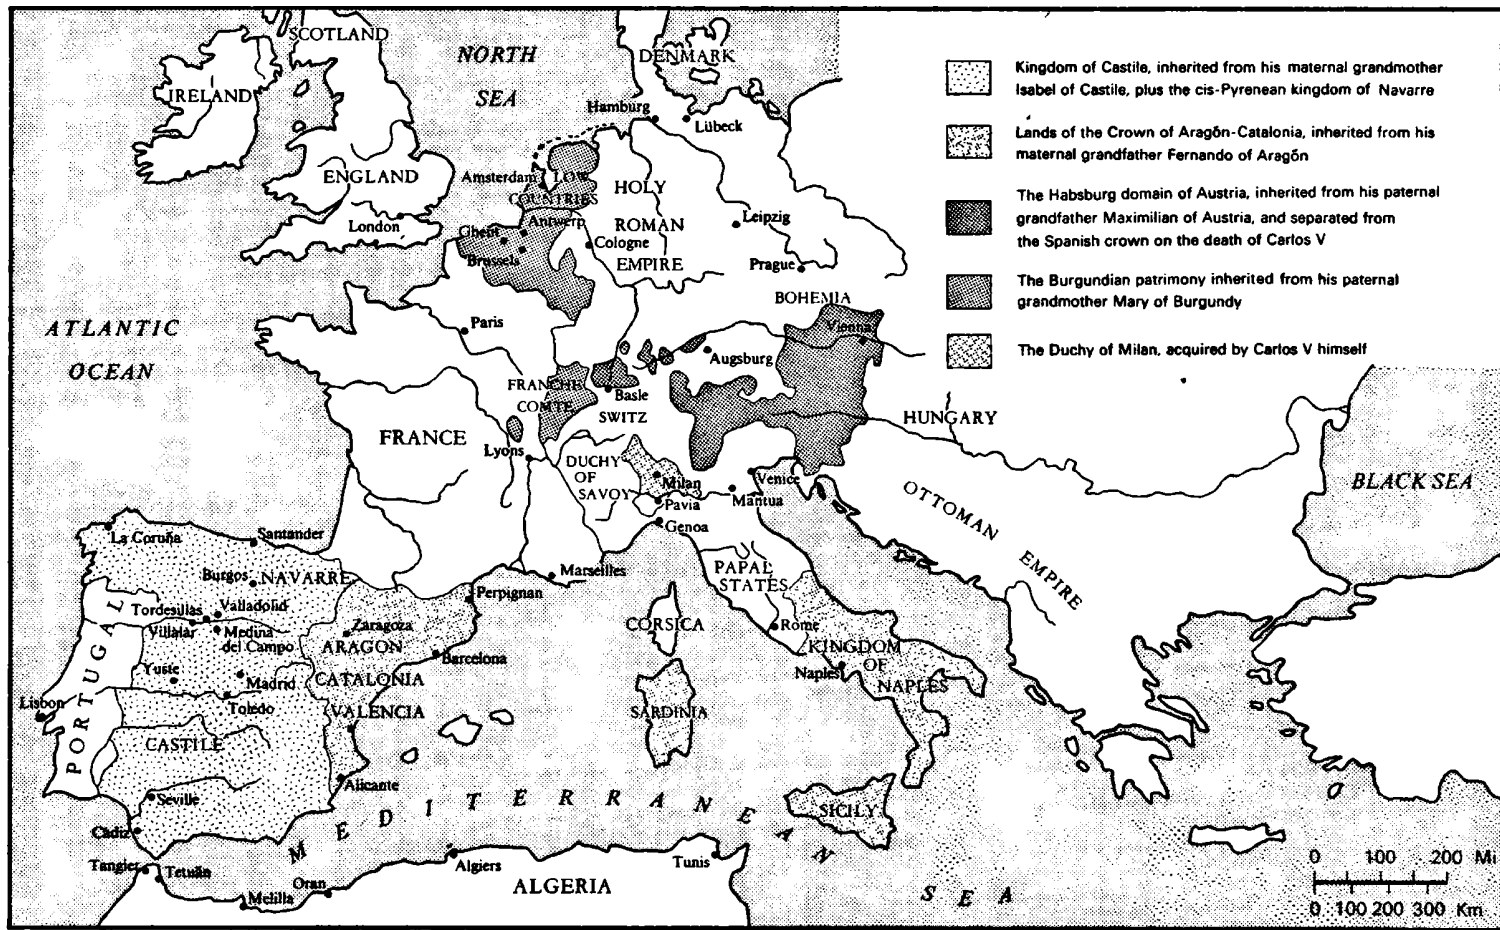 SCOTLAND
NORTH
SEA
DENMARK
IRELAND
Hamburg
Lübeck
ENGLAND
Amsterdam
LOW
COUNTRIES
HOLY
ROMAN
EMPIRE
London
Ghent
Antwerp
Brussels
Cologne
Leipzig
Prague
BOHEMIA
ATLANTIC
OCEAN
Paris
Vienna
Augsburg
FRANCHE
COMTE
Basle
SWITZ
HUNGARY
FRANCE
Lyons
DUCHY
OF
SAVOY
Milan
Pavia
Venice
Mantua
Genoa
OTTOMAN
EMPIRE
BLACK SEA
La Coruña
Santander
Burgos
NAVARRE
Marseilles
Perpignan
PAPAL
STATES
PORTUGAL
Tordesillas
Valladolid
Villalar
Medina
del Campo
Zaragoza
ARAGON
Barcelona
CORSICA
Rome
KINGDOM
OF
NAPLES
Naples
Yuste
Madrid
CATALONIA
Lisbon
Toledo
VALENCIA
SARDINIA
CASTILE
Seville
Alicante
Cadiz
MEDITERRANEAN
SEA
SICILY
Tangier
Tetuän
Melilla
Oran
Algiers
ALGERIA
Tunis
Kingdom of Castile, inherited from his maternal grandmother
Isabel of Castile, plus the cis-Pyrenean kingdom of Navarre
Lands of the Crown of Aragōn-Catalonia, inherited from his
maternal grandfather Fernando of Aragōn
The Habsburg domain of Austria, inherited from his paternal
grandfather Maximilian of Austria, and separated from
the Spanish crown on the death of Carlos V
The Burgundian patrimony inherited from his paternal
grandmother Mary of Burgundy
The Duchy of Milan, acquired by Carlos V himself
0 100 200 Mi
0 100 200 300 Km